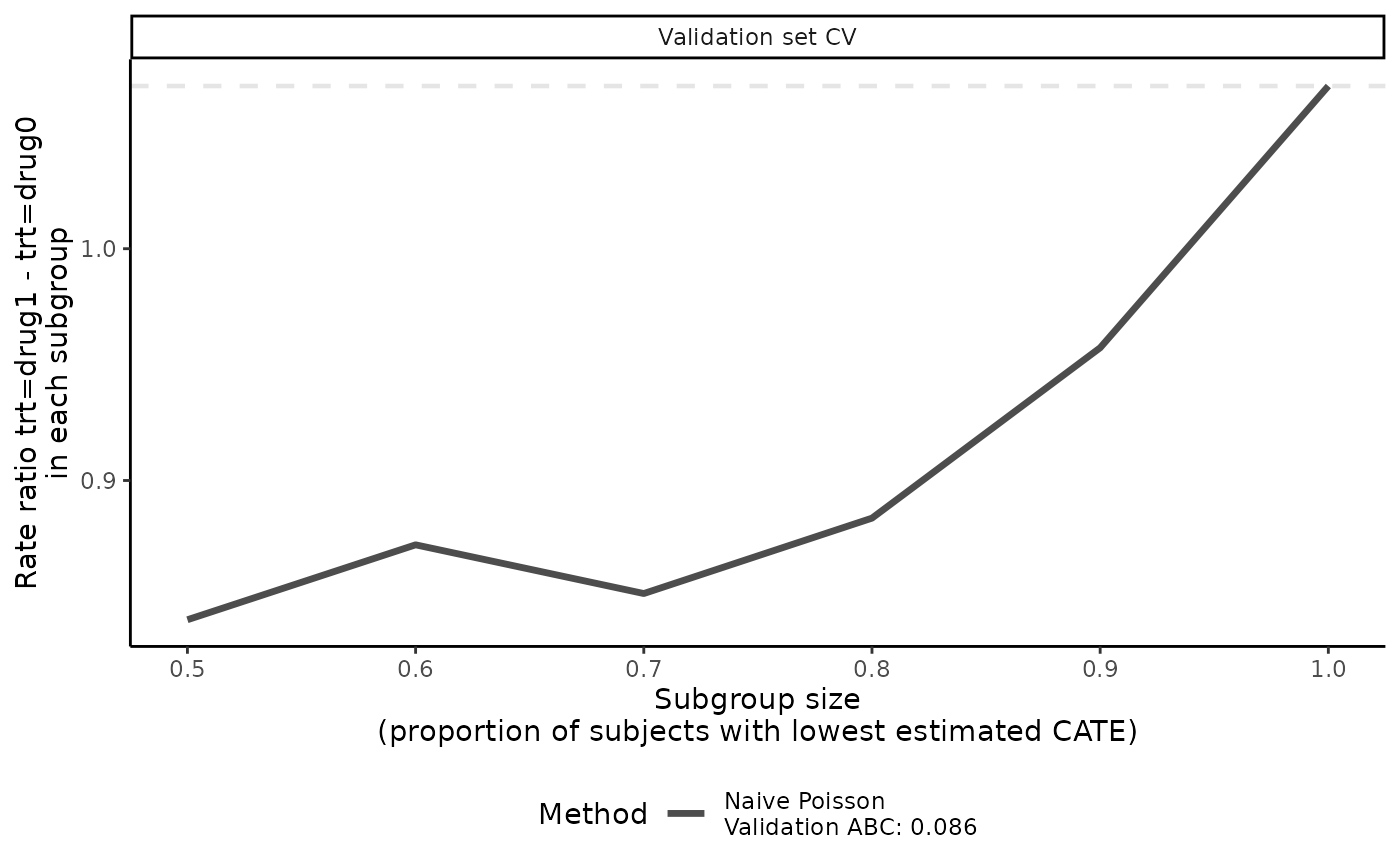 Validation set CV
Rate ratio trt=drug1 - trt=drug0
in each subgroup
1.0
0.9
0.5 0.6 0.7 0.8 0.9 1.0
Subgroup size
(proportion of subjects with lowest estimated CATE)
Method
Naive Poisson
Validation ABC: 0.086